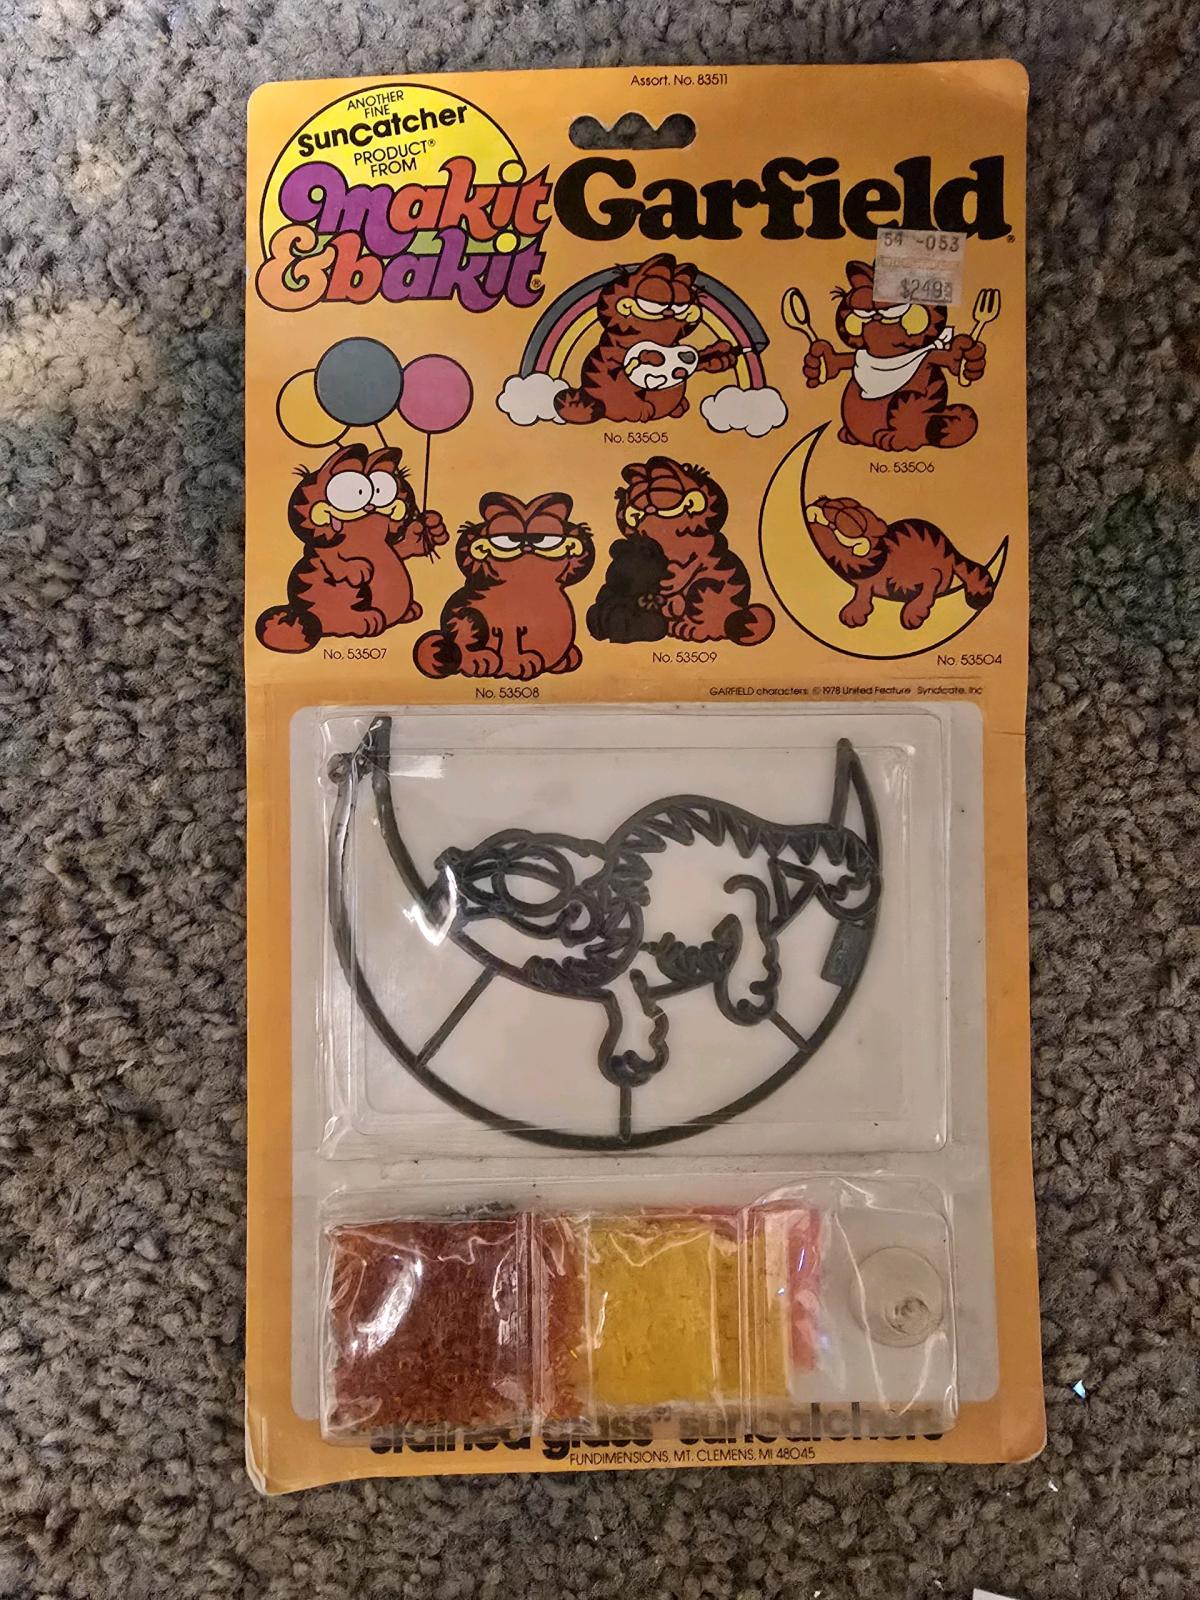 Assort. No. 83511
ANOTHER
FINE
SunCatcher
PRODUCT®
FROM
makit
& bakit®
Garfield®
54 -053
No. 53505
No. 53506
No. 53507
No. 53508
No. 53509
No. 53504
GARFIELD characters: © 1978 United Feature Syndicate, Inc
"stained glass" suncatchers
FUNDIMENSIONS, MT. CLEMENS, MI 48045